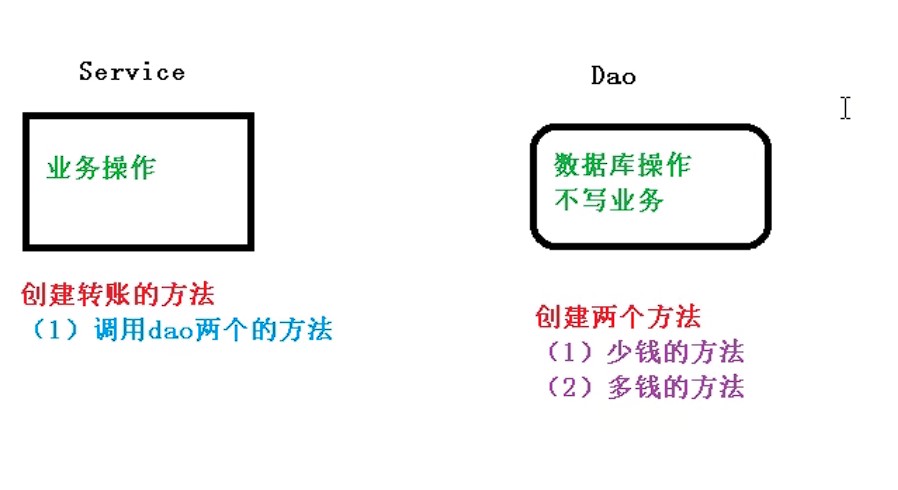 Service
业务操作
创建转账的方法
（1）调用dao两个的方法
Dao
数据库操作
不写业务
创建两个方法
（1）少钱的方法
（2）多钱的方法